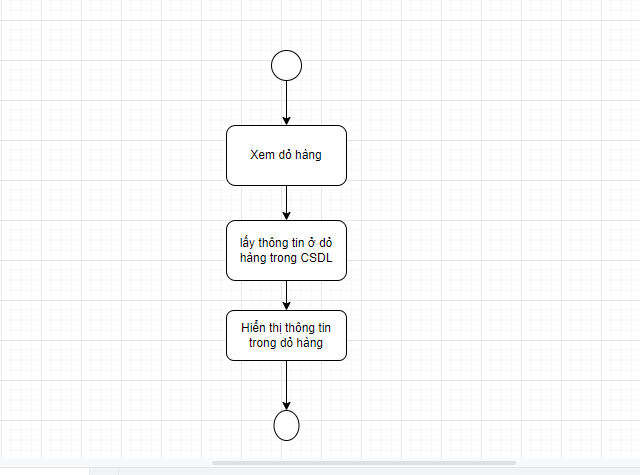 Xem dỏ hàng
lấy thông tin ở dỏ
hàng trong CSDL
Hiển thị thông tin
trong dỏ hàng